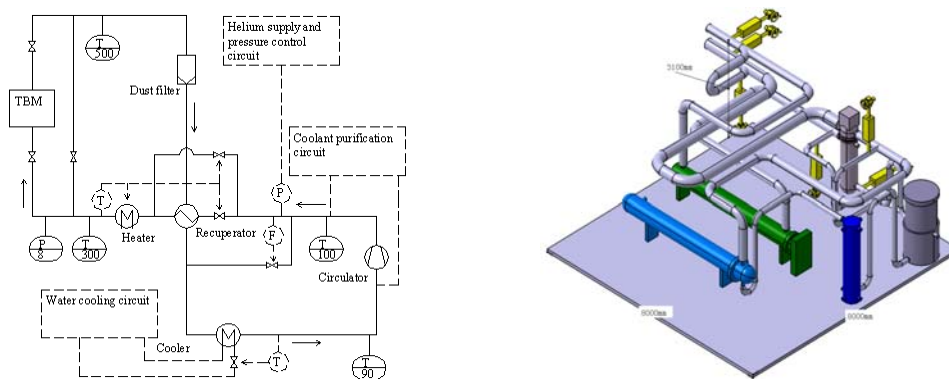 T
500
Helium supply and
pressure control
circuit
Dust filter
TBM
Coolant purification
circuit
T
P
F
P
8
T
300
Heater
Recuperator
T
100
Circulator
Water cooling circuit
Cooler
T
T
90
3100mm
8000mm
8000mm